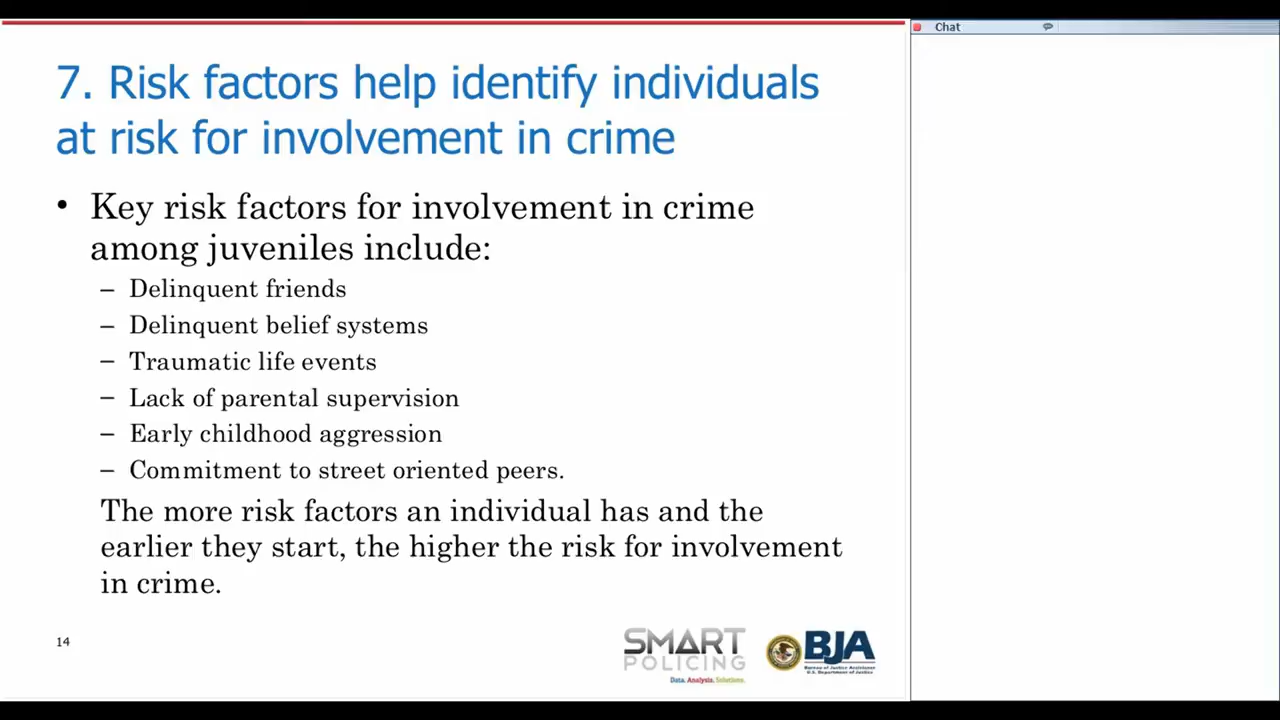 Chat
7. Risk factors help identify individuals
at risk for involvement in crime
• Key risk factors for involvement in crime
among juveniles include:
– Delinquent friends
– Delinquent belief systems
– Traumatic life events
– Lack of parental supervision
– Early childhood aggression
– Commitment to street oriented peers.
The more risk factors an individual has and the
earlier they start, the higher the risk for involvement
in crime.
14
SMART
POLICING
Data. Analysis. Solutions.
BJA
Bureau of Justice Assistance
U.S. Department of Justice